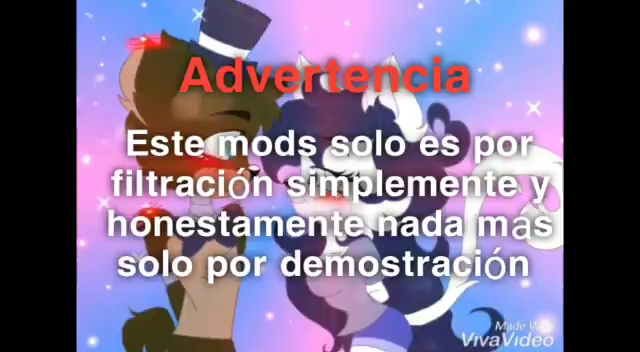 Advertencia
Este mods solo es por
filtración simplemente y
honestamente nada más
solo por demostración
Made With
VivaVideo